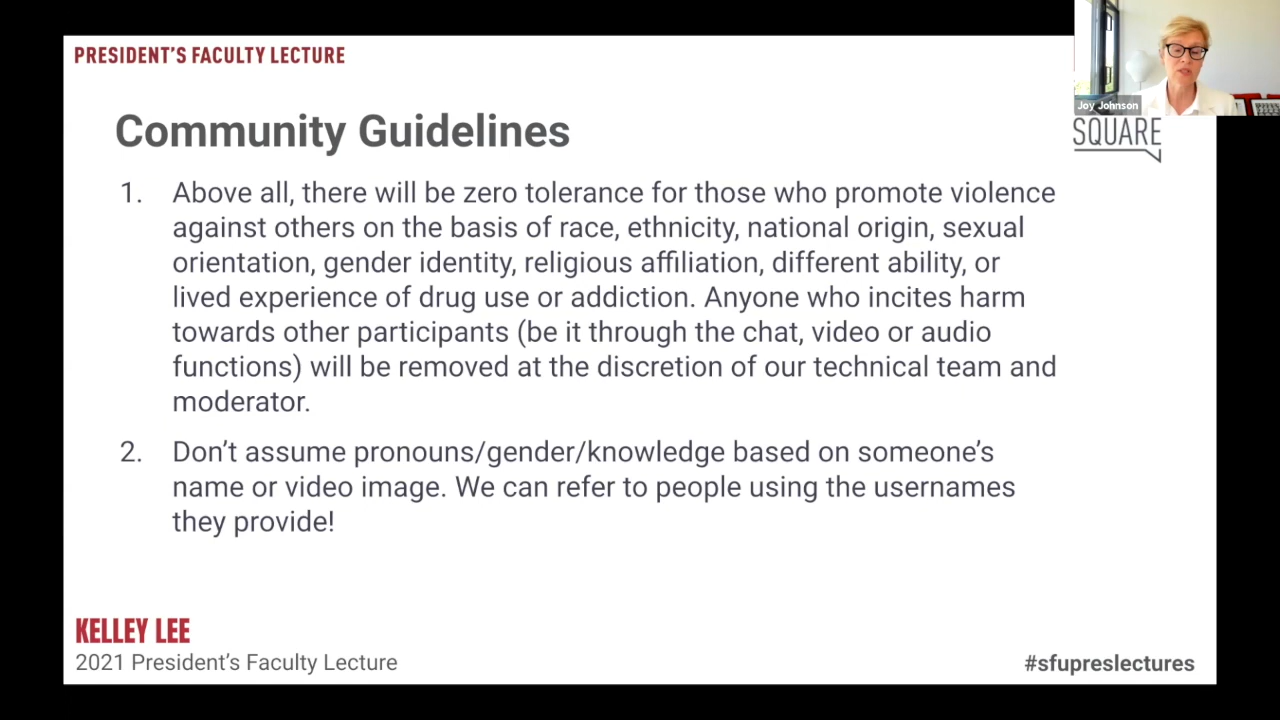 PRESIDENT'S FACULTY LECTURE
Joy Johnson
SQUARE
Community Guidelines
1. Above all, there will be zero tolerance for those who promote violence
against others on the basis of race, ethnicity, national origin, sexual
orientation, gender identity, religious affiliation, different ability, or
lived experience of drug use or addiction. Anyone who incites harm
towards other participants (be it through the chat, video or audio
functions) will be removed at the discretion of our technical team and
moderator.
2. Don't assume pronouns/gender/knowledge based on someone's
name or video image. We can refer to people using the usernames
they provide!
KELLEY LEE
2021 President's Faculty Lecture
#sfupreslectures